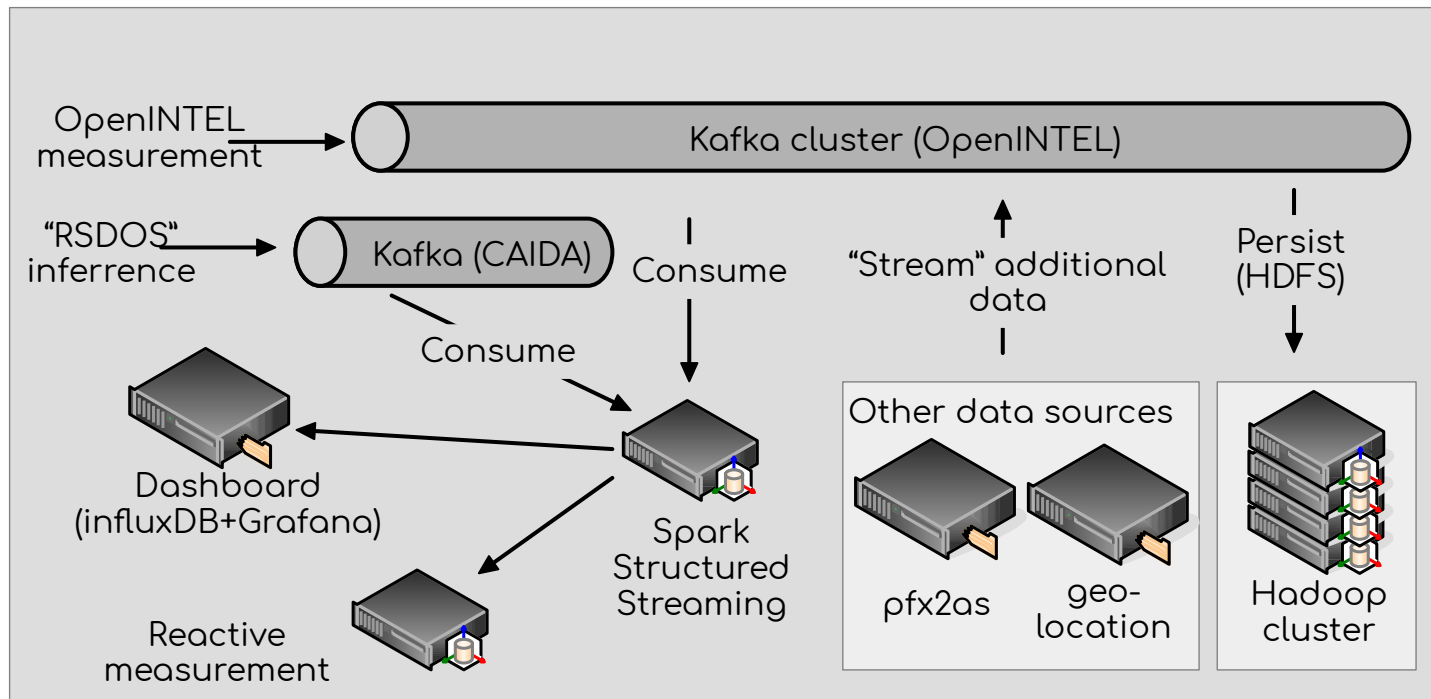 OpenINTEL
measurement
Kafka cluster (OpenINTEL)
“RSDOS”
inferrence
Kafka (CAIDA)
Consume
“Stream” additional
data
Persist
(HDFS)
Consume
Dashboard
(influxDB+Grafana)
Spark
Structured
Streaming
Reactive
measurement
Other data sources
pfx2as
geo-
location
Hadoop
cluster